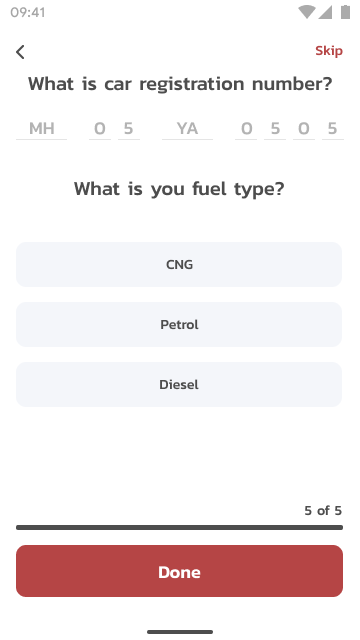 09:41
Skip
What is car registration number?
MH 0 5 YA 0 5 0 5
What is you fuel type?
CNG
Petrol
Diesel
5 of 5
Done